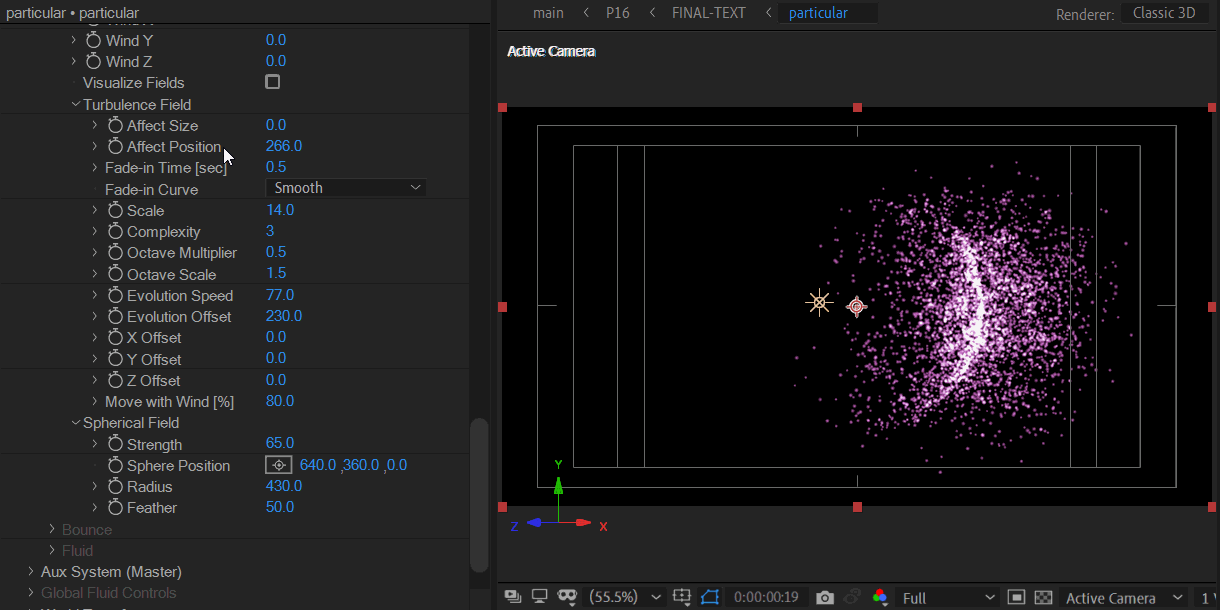 particular • particular
Wind Y 0.0
Wind Z 0.0
Visualize Fields
Turbulence Field
Affect Size 0.0
Affect Position 266.0
Fade-in Time [sec] 0.5
Fade-in Curve Smooth
Scale 14.0
Complexity 3
Octave Multiplier 0.5
Octave Scale 1.5
Evolution Speed 77.0
Evolution Offset 230.0
X Offset 0.0
Y Offset 0.0
Z Offset 0.0
Move with Wind [%] 80.0
Spherical Field
Strength 65.0
Sphere Position 640.0 ,360.0 ,0.0
Radius 430.0
Feather 50.0
Bounce
Fluid
Aux System (Master)
Global Fluid Controls
main P16 FINAL-TEXT particular
Renderer: Classic 3D
Active Camera
Y
Z X
(55.5%) 0:00:00:19 Full Active Camera 1